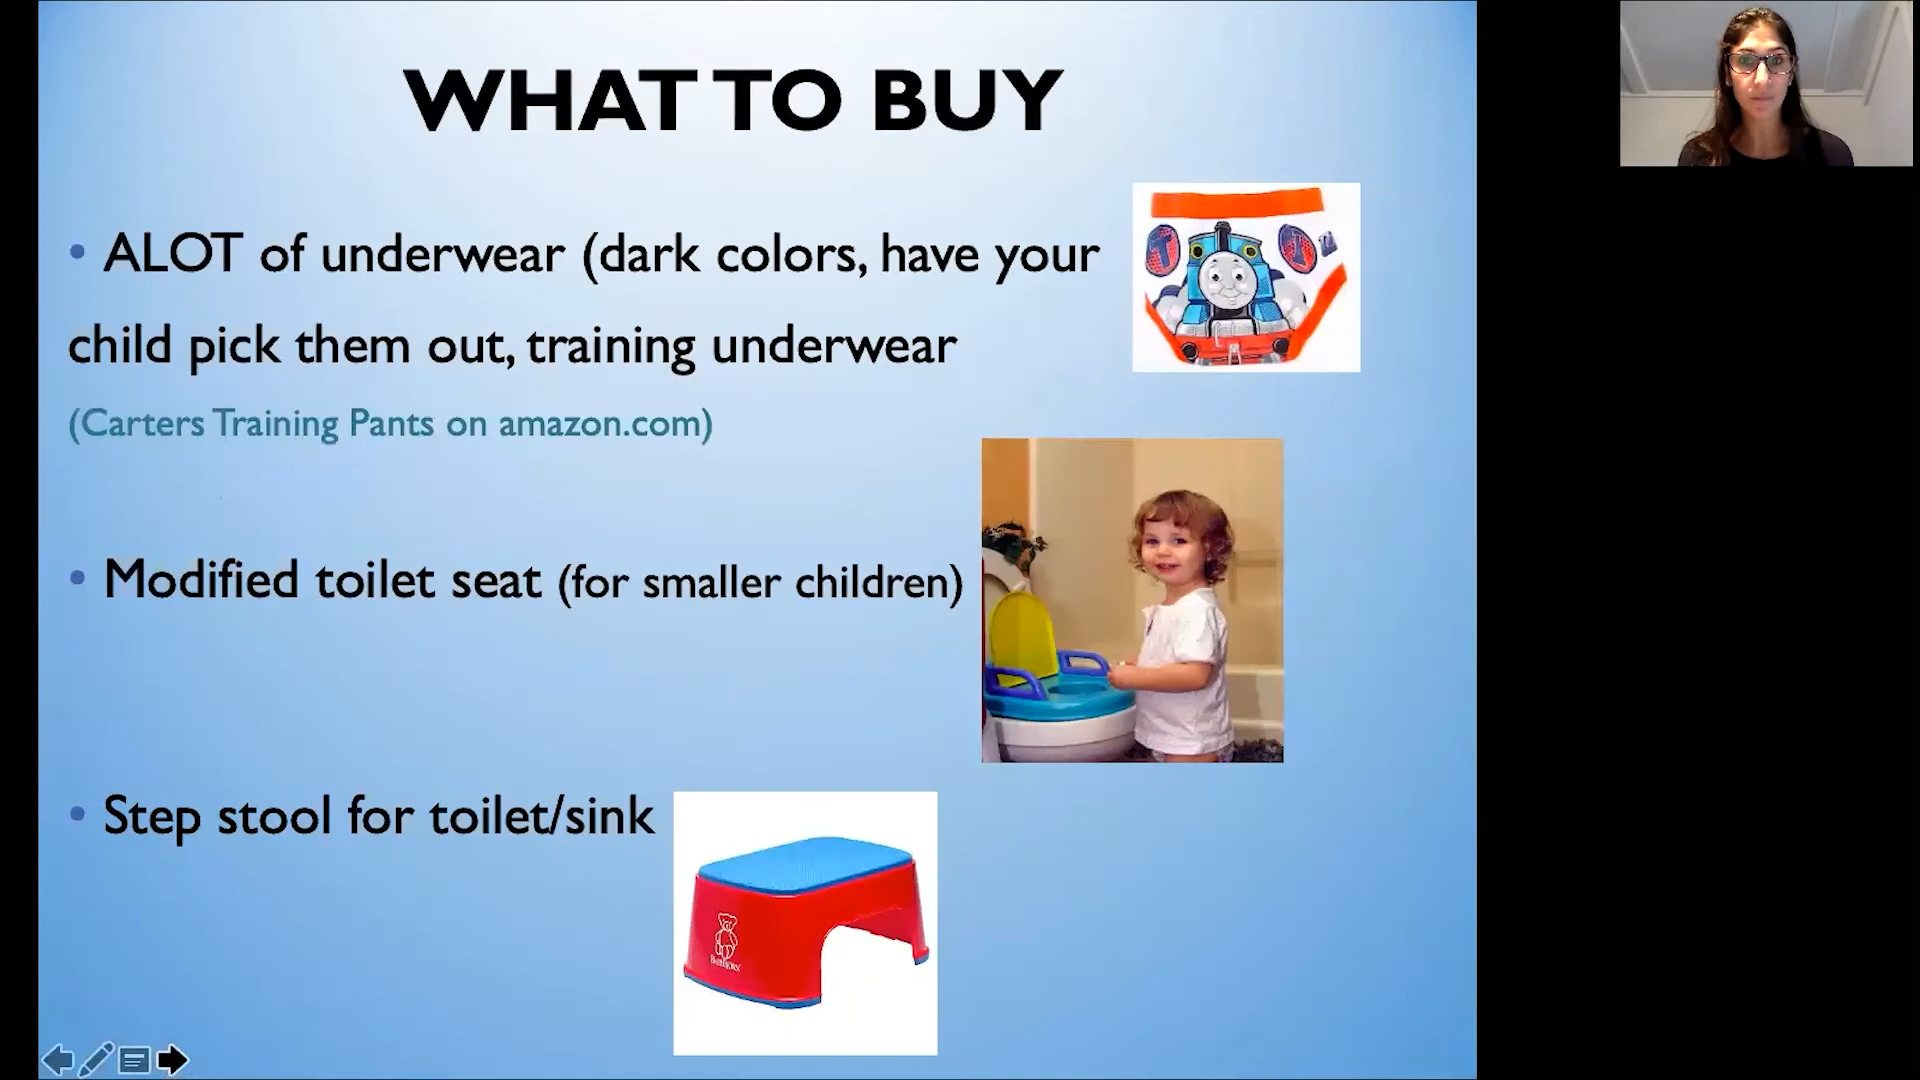 WHAT TO BUY
• ALOT of underwear (dark colors, have your
child pick them out, training underwear
(Carters Training Pants on amazon.com)
• Modified toilet seat (for smaller children)
• Step stool for toilet/sink